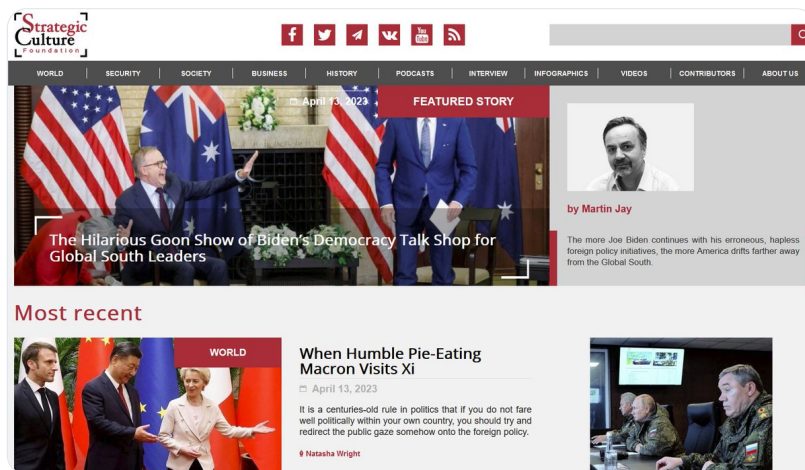 Strategic
Culture
Foundation
You
Tube
WORLD
SECURITY
SOCIETY
BUSINESS
HISTORY
PODCASTS
INTERVIEW
INFOGRAPHICS
VIDEOS
CONTRIBUTORS
ABOUT US
April 13, 2023
FEATURED STORY
The Hilarious Goon Show of Biden's Democracy Talk Shop for
Global South Leaders
by Martin Jay
The more Joe Biden continues with his erroneous, hapless
foreign policy initiatives, the more America drifts farther away
from the Global South.
Most recent
WORLD
When Humble Pie-Eating
Macron Visits Xi
April 13, 2023
It is a centuries-old rule in politics that if you do not fare
well politically within your own country, you should try and
redirect the public gaze somehow onto the foreign policy.
Natasha Wright